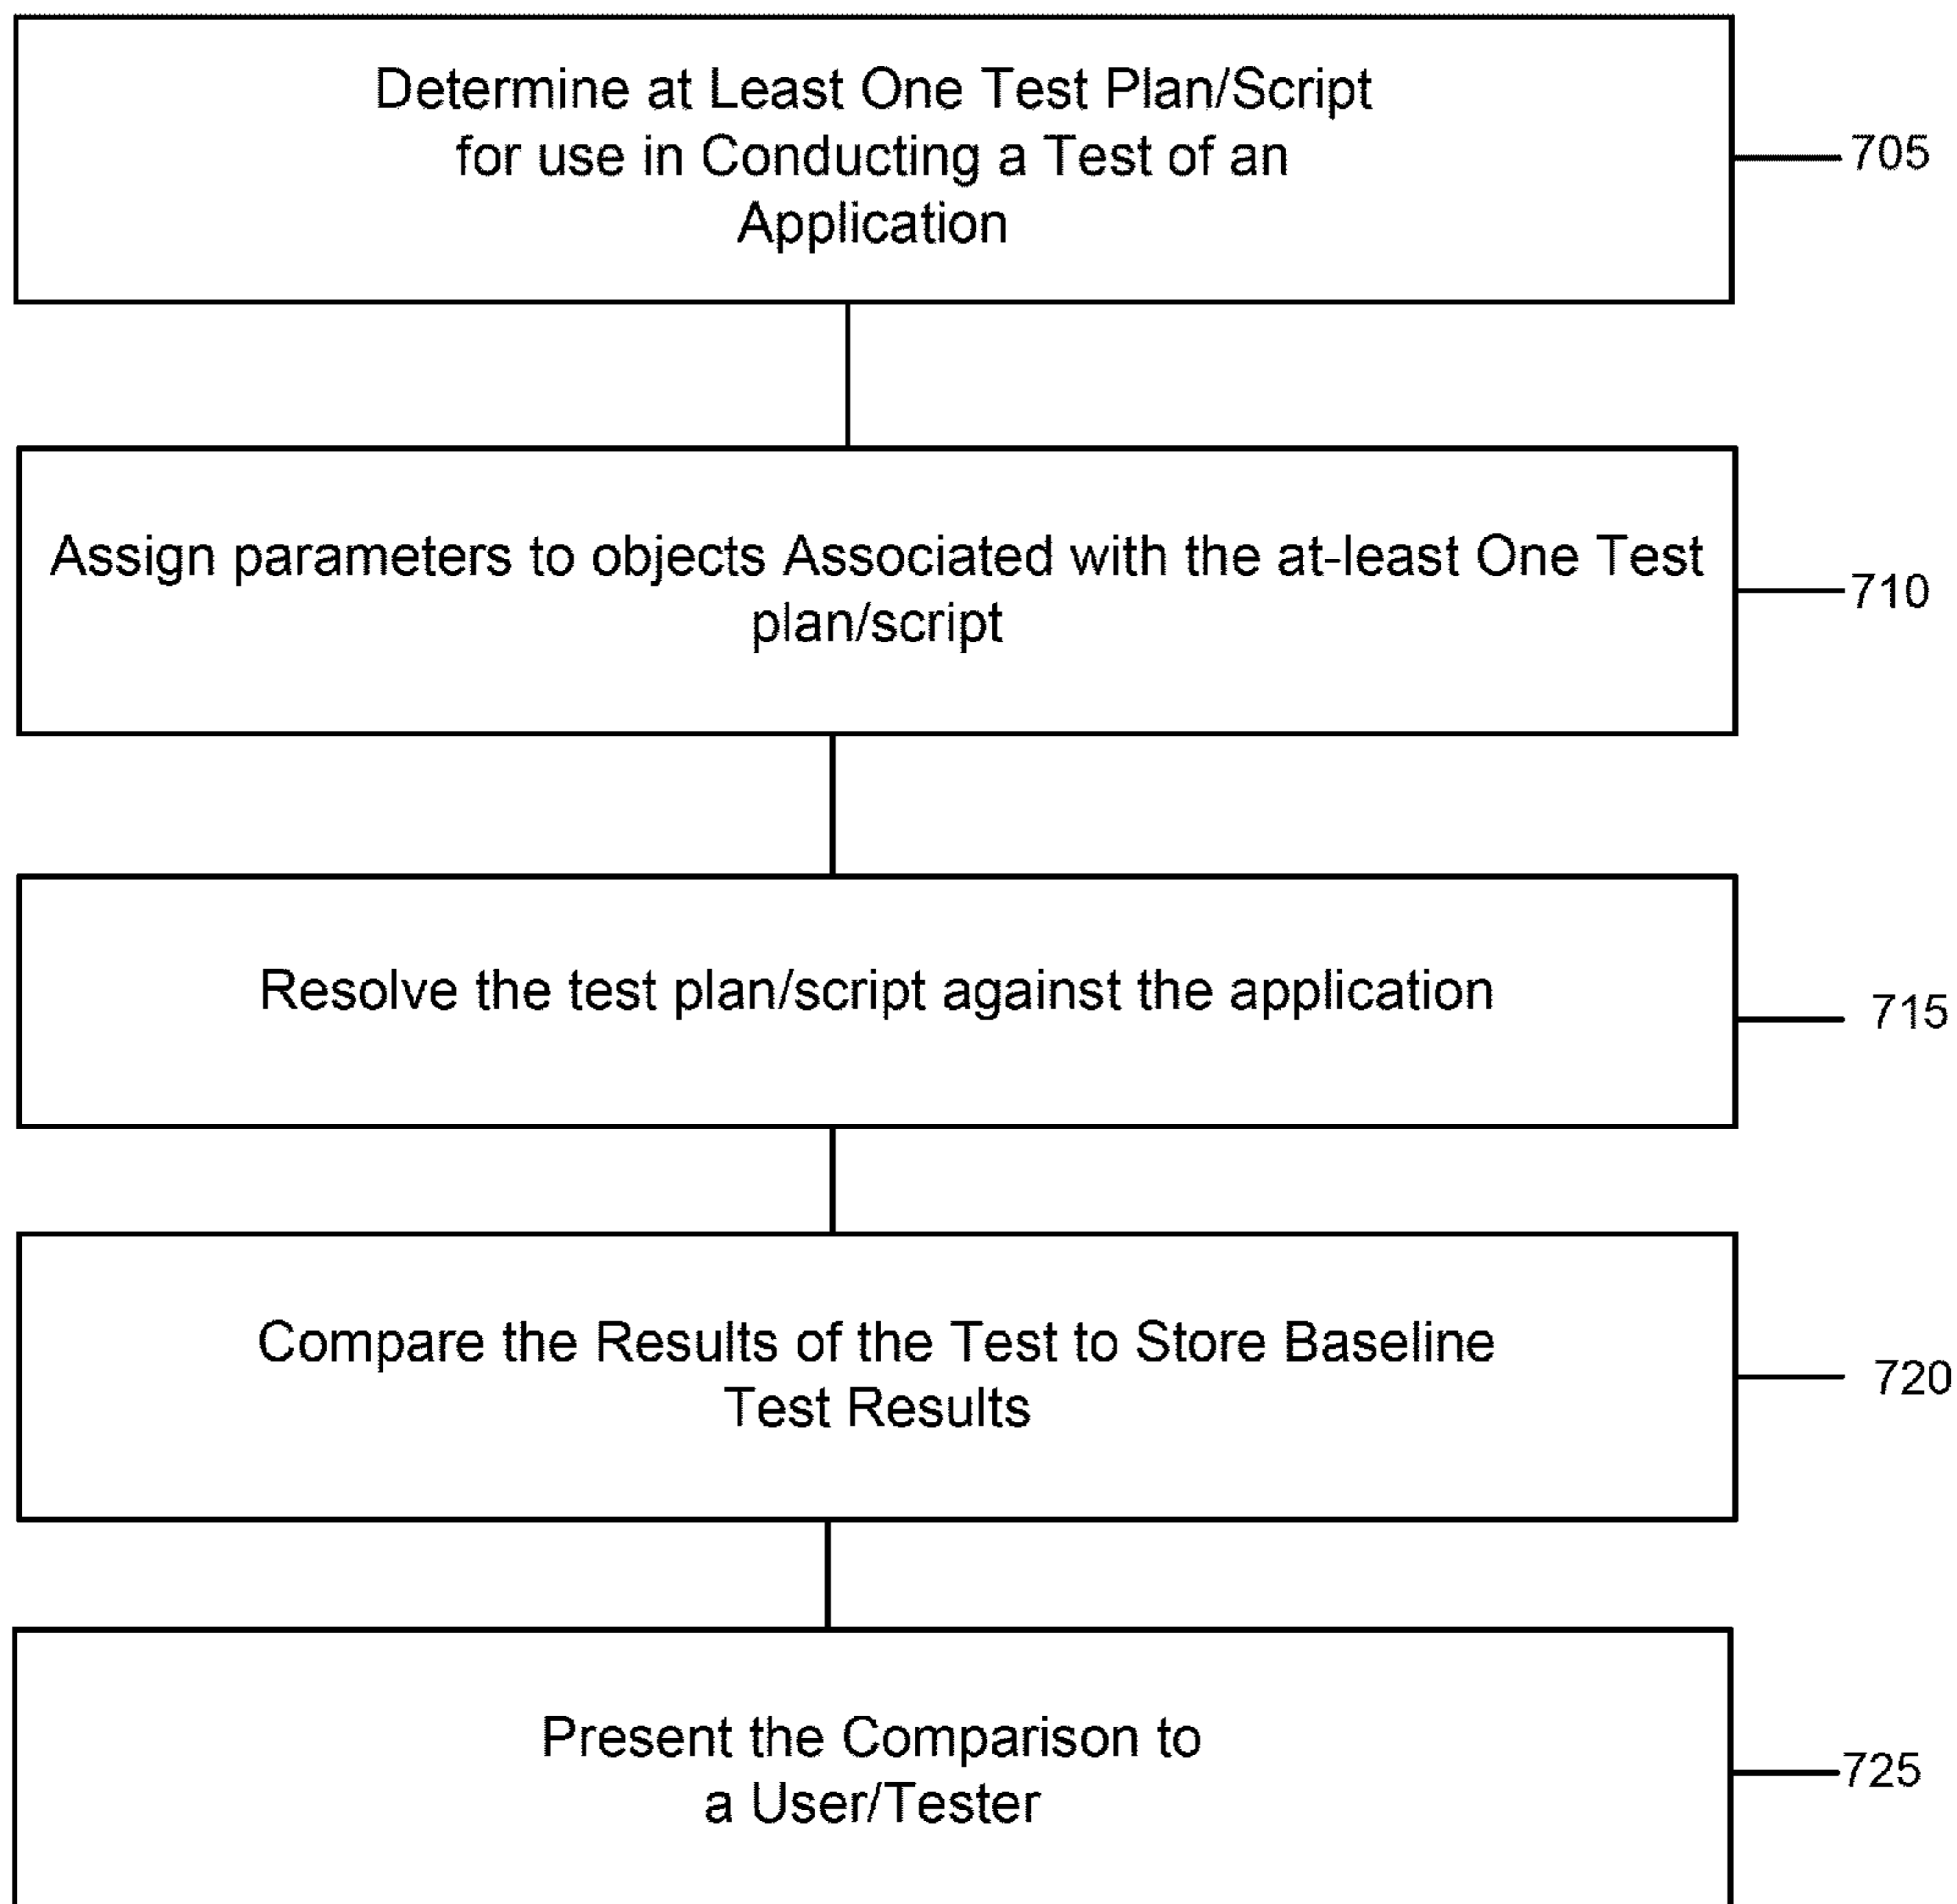 Determine at Least One Test Plan/Script
for use in Conducting a Test of an
Application
705
Assign parameters to objects Associated with the at-least One Test
plan/script
710
Resolve the test plan/script against the application
715
Compare the Results of the Test to Store Baseline
Test Results
720
Present the Comparison to
a User/Tester
725